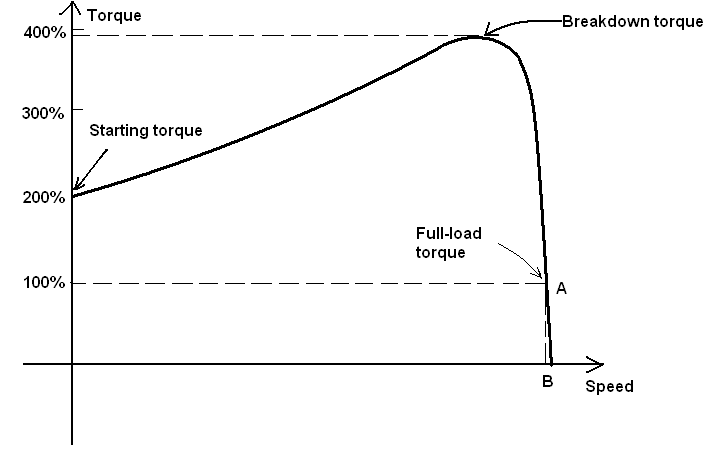 Torque
400%
Breakdown torque
300%
Starting torque
200%
Full-load
torque
100%
A
B
Speed